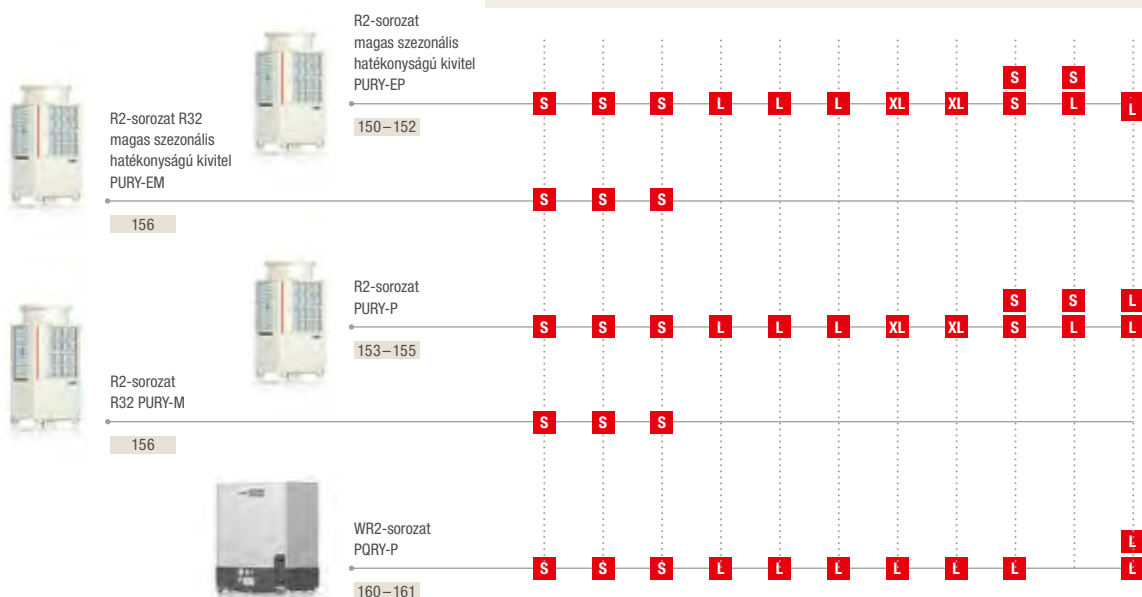 R2-sorozat
magas szezonális
hatékonyságú kivitel
PURY-EP
150–152
S S
S S S L L L XL XL S L L
R2-sorozat R32
magas szezonális
hatékonyságú kivitel
PURY-EM
156
S S S
R2-sorozat
PURY-P
153–155
S S L
S S S L L L XL XL S L L
R2-sorozat
R32 PURY-M
156
S S S
WR2-sorozat
PQRY-P
160–161
L
S S S L L L L L L L